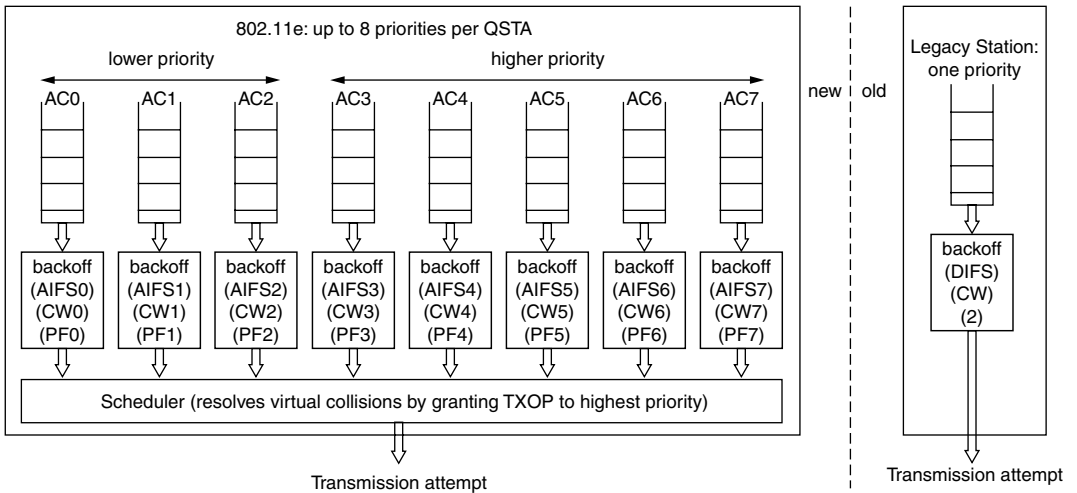 802.11e: up to 8 priorities per QSTA
lower priority
higher priority
AC0 AC1 AC2 AC3 AC4 AC5 AC6 AC7
backoff (AIFS0) (CW0) (PF0)
backoff (AIFS1) (CW1) (PF1)
backoff (AIFS2) (CW2) (PF2)
backoff (AIFS3) (CW3) (PF3)
backoff (AIFS4) (CW4) (PF4)
backoff (AIFS5) (CW5) (PF5)
backoff (AIFS6) (CW6) (PF6)
backoff (AIFS7) (CW7) (PF7)
Scheduler (resolves virtual collisions by granting TXOP to highest priority)
Transmission attempt
new
old
Legacy Station:
one priority
backoff
(DIFS)
(CW)
(2)
Transmission attempt